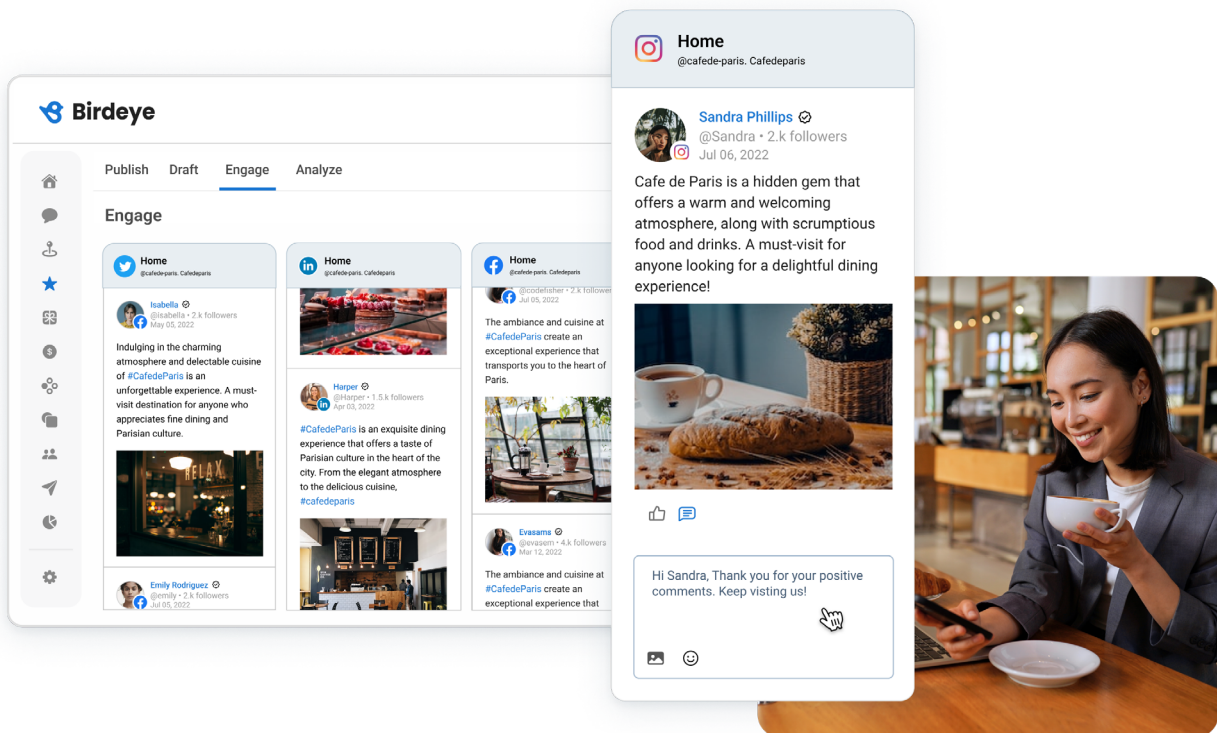 Birdeye
Publish Draft Engage Analyze
Engage
Home
@cafede-paris. Cafedeparis
Isabella
@isabella • 2.k followers
May 05, 2022
Indulging in the charming
atmosphere and delectable cuisine
of #CafedeParis is an
unforgettable experience. A must-
visit destination for anyone who
appreciates fine dining and
Parisian culture.
RELAX
Emily Rodriguez
@emily • 2.k followers
Jul 05, 2022
Home
@cafede-paris. Cafedeparis
Harper
@Harper • 1.5k followers
Apr 03, 2022
#CafedeParis is an exquisite dining
experience that offers a taste of
Parisian culture in the heart of the
city. From the elegant atmosphere
to the delicious cuisine,
#cafedeparis
Home
@cafede-paris. Cafedeparis
@codefisher • 2.k follower
Jul 05, 2022
The ambiance and cuisine at
#CafedeParis create an
exceptional experience that
transports you to the heart of
Paris.
Evasams
@evasem • 4.k followers
Mar 12, 2022
The ambiance and cuisine at
#CafedeParis create an
exceptional experience that
Home
@cafede-paris. Cafedeparis
Sandra Phillips
@Sandra • 2.k followers
Jul 06, 2022
Cafe de Paris is a hidden gem that
offers a warm and welcoming
atmosphere, along with scrumptious
food and drinks. A must-visit for
anyone looking for a delightful dining
experience!
Hi Sandra, Thank you for your positive
comments. Keep visting us!